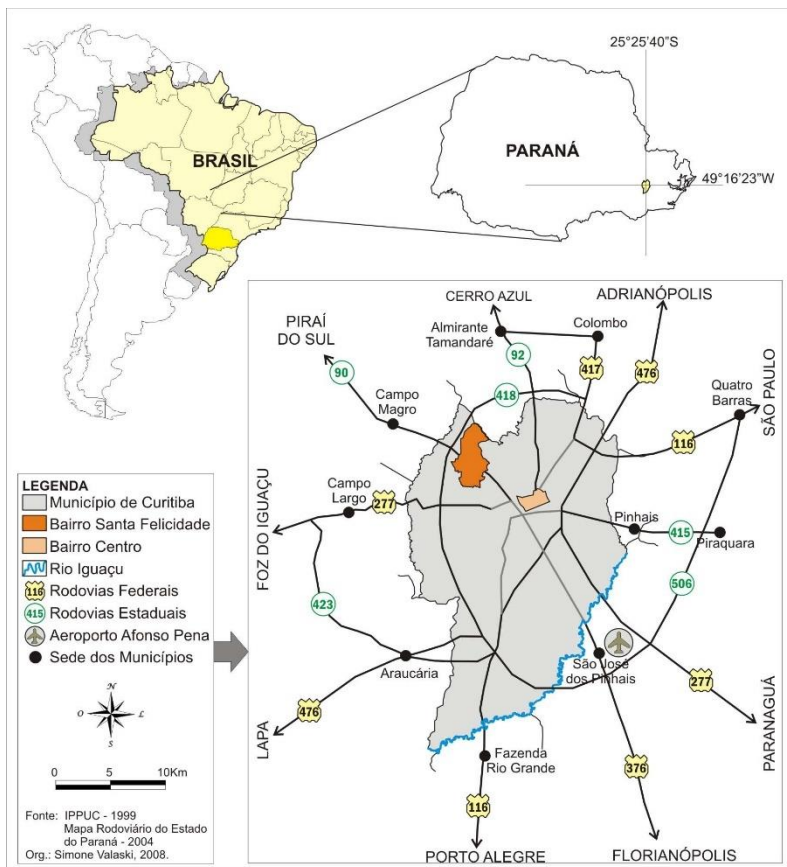 25°25'40"S
BRASIL
PARANÁ
49°16'23"W
CERRO AZUL
ADRIANÓPOLIS
PIRAÍ
DO SUL
Almirante
Tamandaré
Colombo
90
92
417
476
Quatro
Barras
SÃO PAULO
Campo
Magro
418
116
LEGENDA
Município de Curitiba
Bairro Santa Felicidade
Bairro Centro
Rio Iguaçu
116 Rodovias Federais
415 Rodovias Estaduais
Aeroporto Afonso Pena
Sede dos Municípios
FOZ DO IGUAÇU
Campo
Largo
277
Pinhais
415
Piraquara
506
423
Araucária
São José
dos Pinhais
277
PARANAGUÁ
476
LAPA
Fazenda
Rio Grande
376
116
PORTO ALEGRE
FLORIANÓPOLIS
N
O
L
S
0 5 10Km
Fonte: IPPUC - 1999
Mapa Rodoviário do Estado
do Paraná - 2004
Org.: Simone Valaski, 2008.